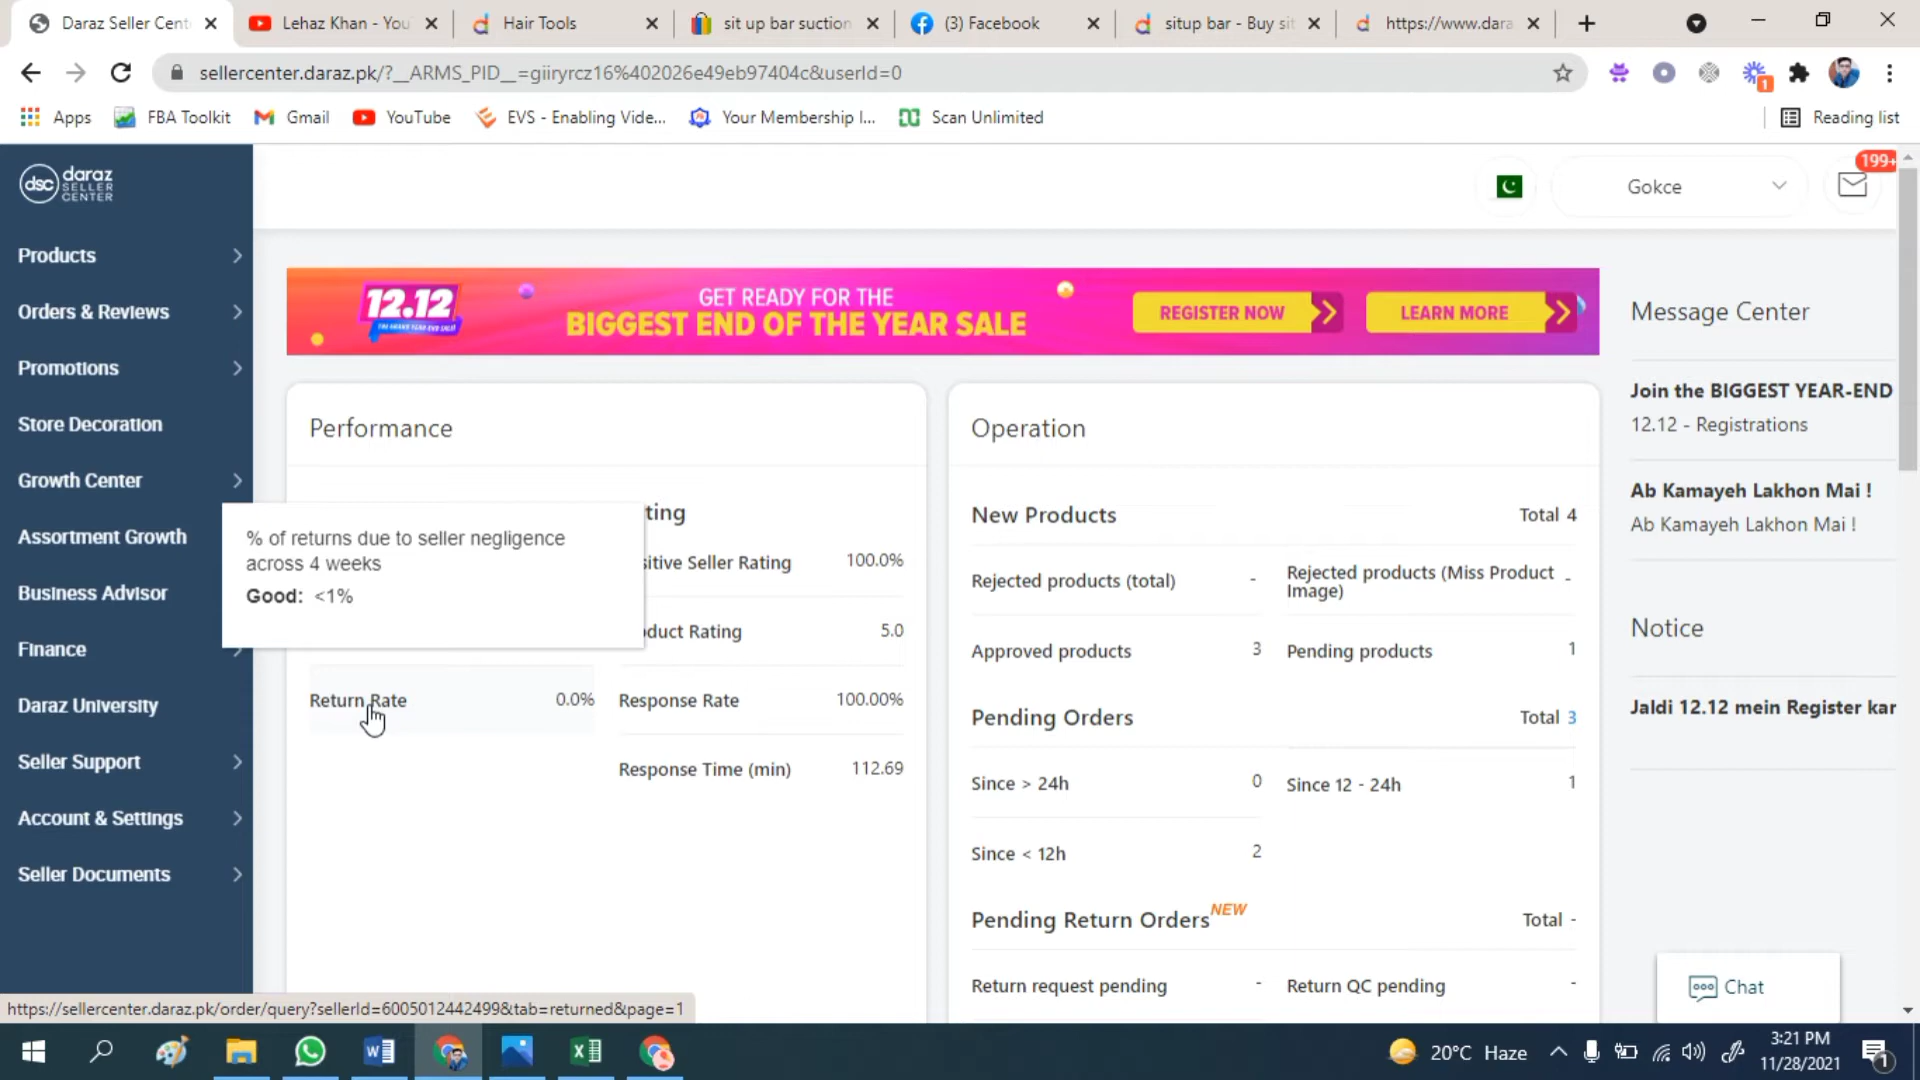 Daraz Seller Cent
Lehaz Khan - You
Hair Tools
sit up bar suction
(3) Facebook
situp bar - Buy sit
https://www.dara
sellercenter.daraz.pk/?__ARMS_PID__=giiryrcz16%402026e49eb97404c&userId=0
1
Apps
FBA Toolkit
Gmail
YouTube
EVS - Enabling Vide...
Your Membership I...
Scan Unlimited
Reading list
dsc daraz
SELLER
CENTER
Gokce
199+
Products
Orders & Reviews
Promotions
Store Decoration
Growth Center
Assortment Growth
Business Advisor
Finance
Daraz University
Seller Support
Account & Settings
Seller Documents
12.12
THE GRAND YEAR END SALE!
GET READY FOR THE
BIGGEST END OF THE YEAR SALE
REGISTER NOW
LEARN MORE
Performance
% of returns due to seller negligence
across 4 weeks
Good: <1%
ting
sitive Seller Rating 100.0%
duct Rating 5.0
Return Rate 0.0%
Response Rate 100.00%
Response Time (min) 112.69
Operation
New Products Total 4
Rejected products (total) -
Rejected products (Miss Product
Image) -
Approved products 3
Pending products 1
Pending Orders Total 3
Since > 24h 0
Since 12 - 24h 1
Since < 12h 2
Pending Return Orders NEW Total -
Return request pending -
Return QC pending -
Message Center
Join the BIGGEST YEAR-END
12.12 - Registrations
Ab Kamayeh Lakhon Mai !
Ab Kamayeh Lakhon Mai !
Notice
Jaldi 12.12 mein Register kar
Chat
https://sellercenter.daraz.pk/order/query?sellerId=6005012442499&tab=returned&page=1
20°C Haze
3:21 PM
11/28/2021
1